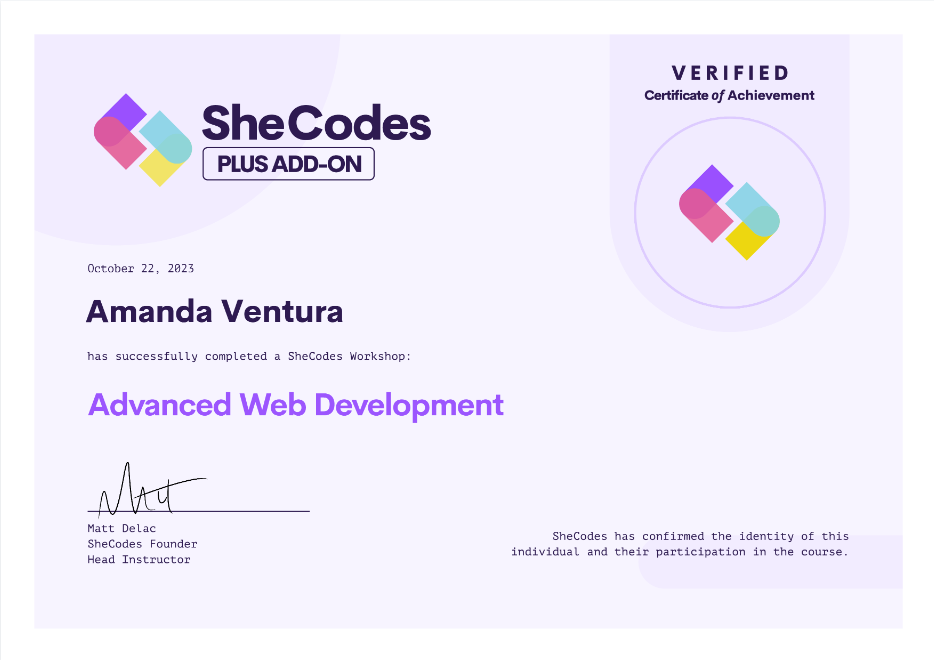 SheCodes
PLUS ADD-ON
VERIFIED
Certificate of Achievement
October 22, 2023
Amanda Ventura
has successfully completed a SheCodes Workshop:
Advanced Web Development
Matt
Matt Delac
SheCodes Founder
Head Instructor
SheCodes has confirmed the identity of this
individual and their participation in the course.